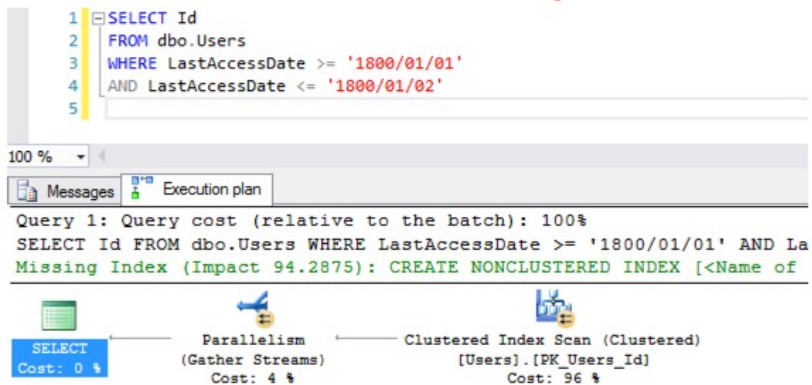 1 SELECT Id
2 FROM dbo.Users
3 WHERE LastAccessDate >= '1800/01/01'
4 AND LastAccessDate <= '1800/01/02'
5
100 %
Messages Execution plan
Query 1: Query cost (relative to the batch): 100%
SELECT Id FROM dbo.Users WHERE LastAccessDate >= '1800/01/01' AND La
Missing Index (Impact 94.2875): CREATE NONCLUSTERED INDEX [<Name of
SELECT
Cost: 0 %
Parallelism
(Gather Streams)
Cost: 4 %
Clustered Index Scan (Clustered)
[Users].[PK_Users_Id]
Cost: 96 %